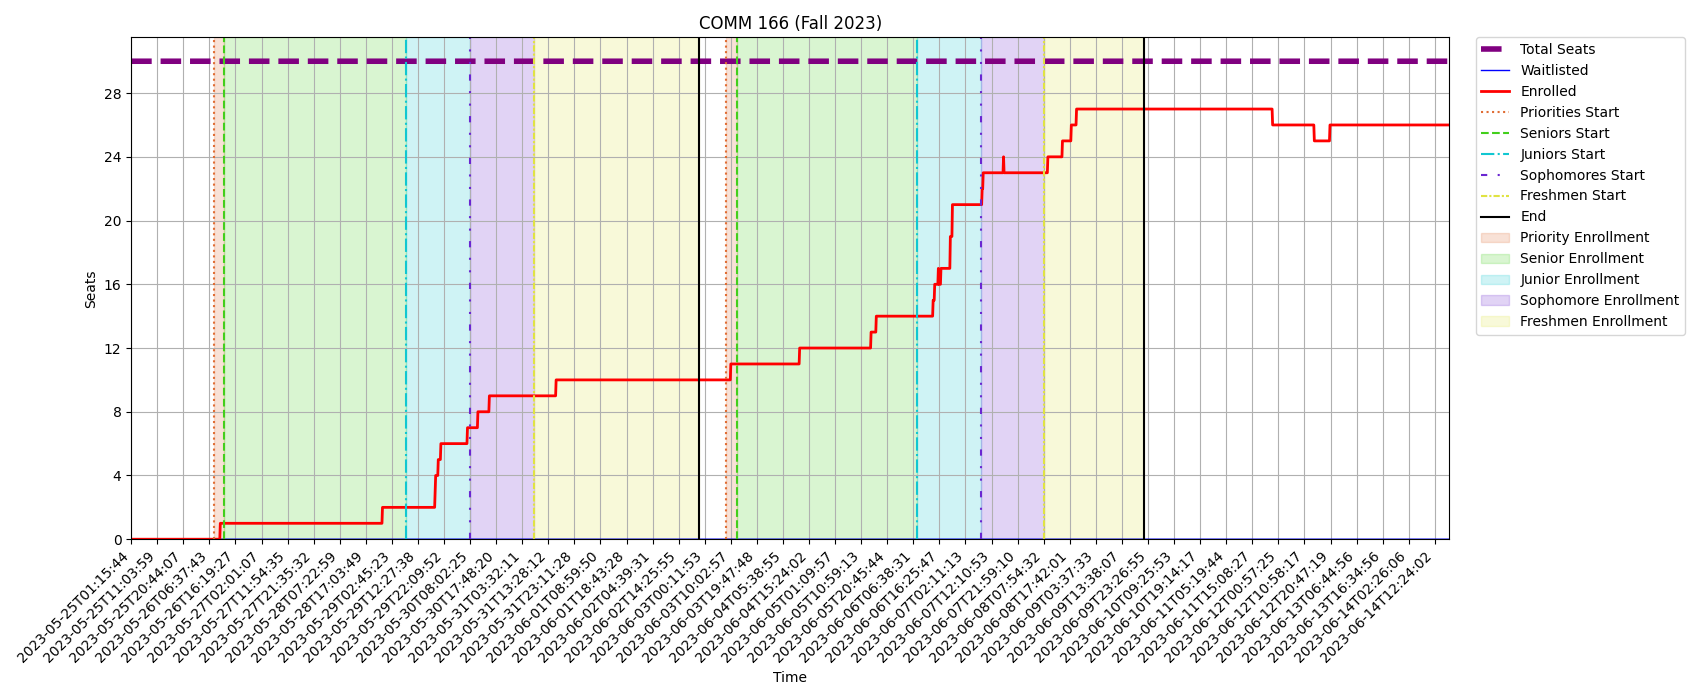 COMM 166 (Fall 2023)
Seats
28
24
20
16
12
8
4
0
2023-05-25T01:15:44
2023-05-25T11:03:59
2023-05-25T20:44:07
2023-05-26T06:37:43
2023-05-26T16:19:27
2023-05-27T02:01:07
2023-05-27T11:54:35
2023-05-27T21:35:32
2023-05-28T07:22:59
2023-05-28T17:03:49
2023-05-29T02:45:23
2023-05-29T12:27:38
2023-05-29T22:09:52
2023-05-30T08:02:25
2023-05-30T17:48:20
2023-05-31T03:32:11
2023-05-31T13:28:12
2023-05-31T23:11:28
2023-06-01T08:59:50
2023-06-01T18:43:28
2023-06-02T04:39:31
2023-06-02T14:25:55
2023-06-03T00:11:53
2023-06-03T10:02:57
2023-06-03T19:47:48
2023-06-04T05:38:55
2023-06-04T15:24:02
2023-06-05T01:09:57
2023-06-05T10:59:13
2023-06-05T20:45:44
2023-06-06T06:38:31
2023-06-06T16:25:47
2023-06-07T02:11:13
2023-06-07T12:10:53
2023-06-07T21:59:10
2023-06-08T07:54:32
2023-06-08T17:42:01
2023-06-09T03:37:33
2023-06-09T13:38:07
2023-06-09T23:26:55
2023-06-10T09:25:53
2023-06-10T19:14:17
2023-06-11T05:19:44
2023-06-11T15:08:27
2023-06-12T00:57:25
2023-06-12T10:58:17
2023-06-12T20:47:19
2023-06-13T06:44:56
2023-06-13T16:34:56
2023-06-14T02:26:06
2023-06-14T12:24:02
Time
Total Seats
Waitlisted
Enrolled
Priorities Start
Seniors Start
Juniors Start
Sophomores Start
Freshmen Start
End
Priority Enrollment
Senior Enrollment
Junior Enrollment
Sophomore Enrollment
Freshmen Enrollment